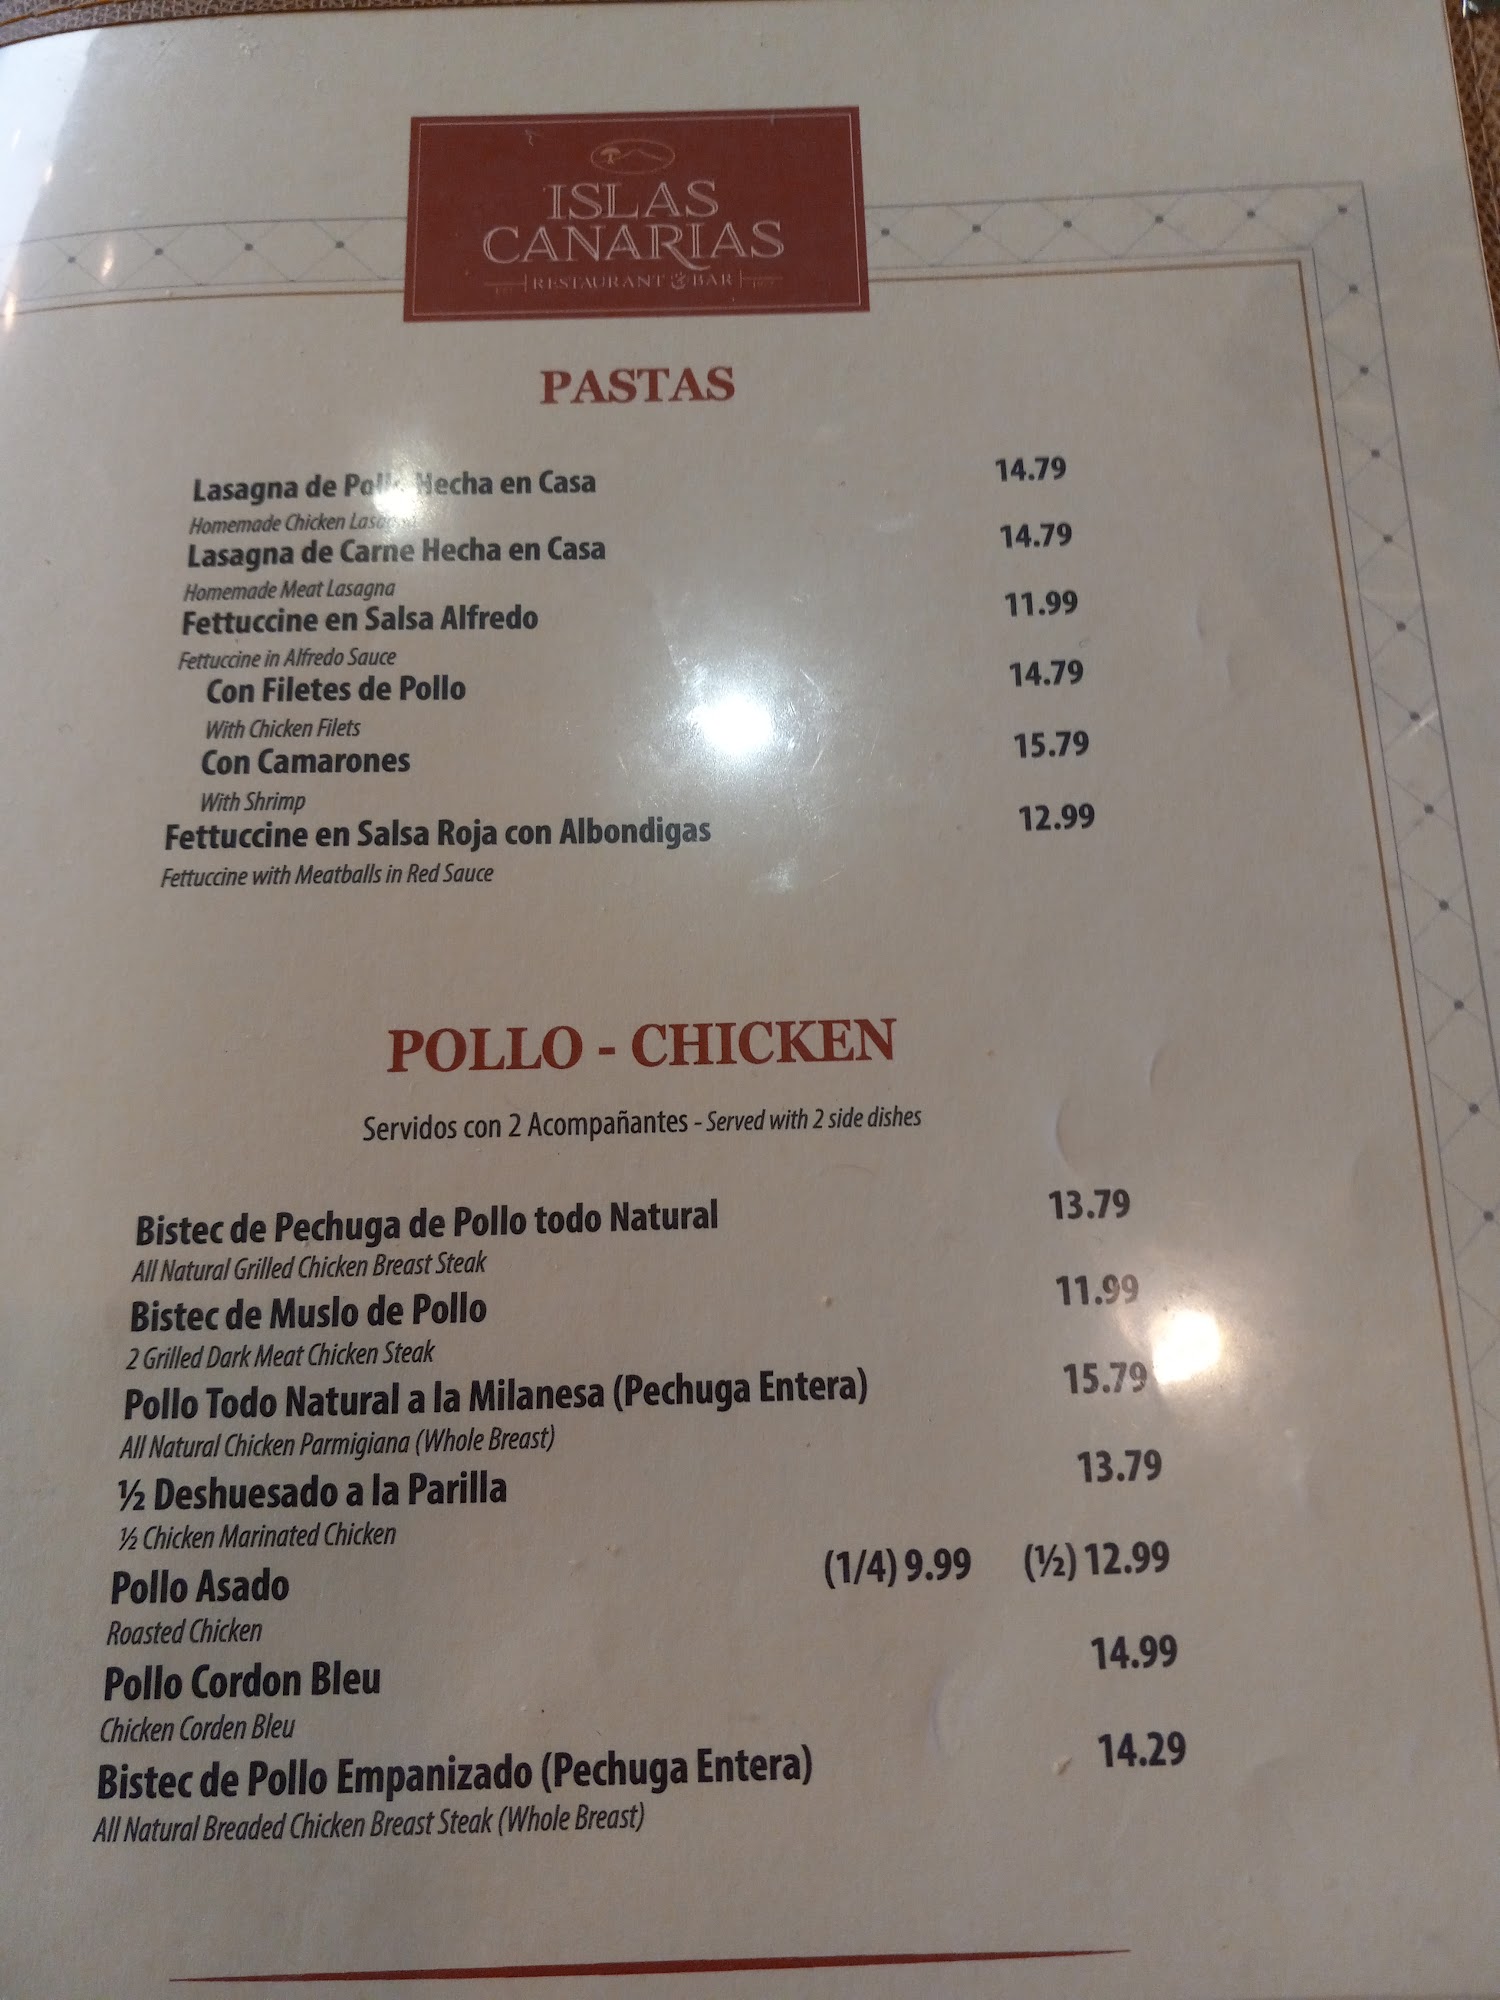 ISLAS
CANARIAS
RESTAURANT & BAR
PASTAS
Lasagna de Pollo Hecha en Casa 14.79
Homemade Chicken
Lasagna de Carne Hecha en Casa 14.79
Homemade Meat Lasagna
Fettuccine en Salsa Alfredo 11.99
Fettuccine in Alfredo Sauce
Con Filetes de Pollo 14.79
With Chicken Filets
Con Camarones 15.79
With Shrimp
Fettuccine en Salsa Roja con Albondigas 12.99
Fettuccine with Meatballs in Red Sauce
POLLO - CHICKEN
Servidos con 2 Acompañantes - Served with 2 side dishes
Bistec de Pechuga de Pollo todo Natural 13.79
All Natural Grilled Chicken Breast Steak
Bistec de Muslo de Pollo 11.99
2 Grilled Dark Meat Chicken Steak
Pollo Todo Natural a la Milanesa (Pechuga Entera) 15.79
All Natural Chicken Parmigiana (Whole Breast)
½ Deshuesado a la Parilla 13.79
½ Chicken Marinated Chicken
Pollo Asado (1/4) 9.99 (½) 12.99
Roasted Chicken
Pollo Cordon Bleu 14.99
Chicken Corden Bleu
Bistec de Pollo Empanizado (Pechuga Entera) 14.29
All Natural Breaded Chicken Breast Steak (Whole Breast)